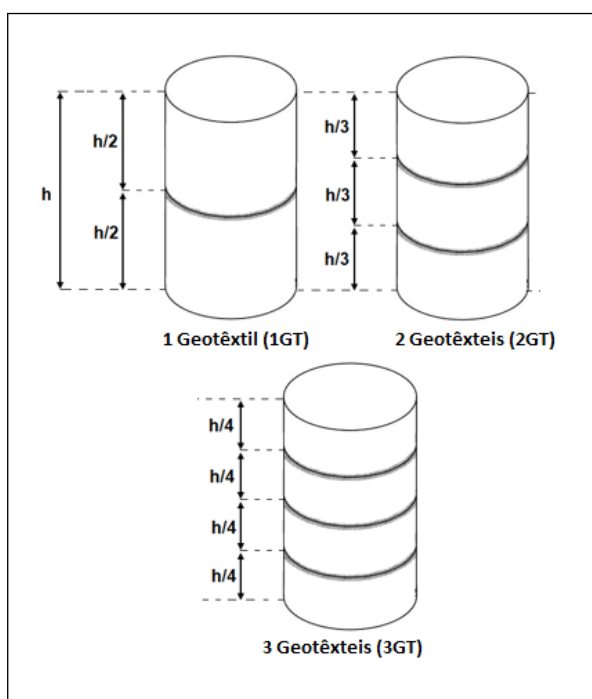 h
h/2
h/2
1 Geotêxtil (1GT)
h/3
h/3
h/3
2 Geotêxteis (2GT)
h/4
h/4
h/4
h/4
3 Geotêxteis (3GT)